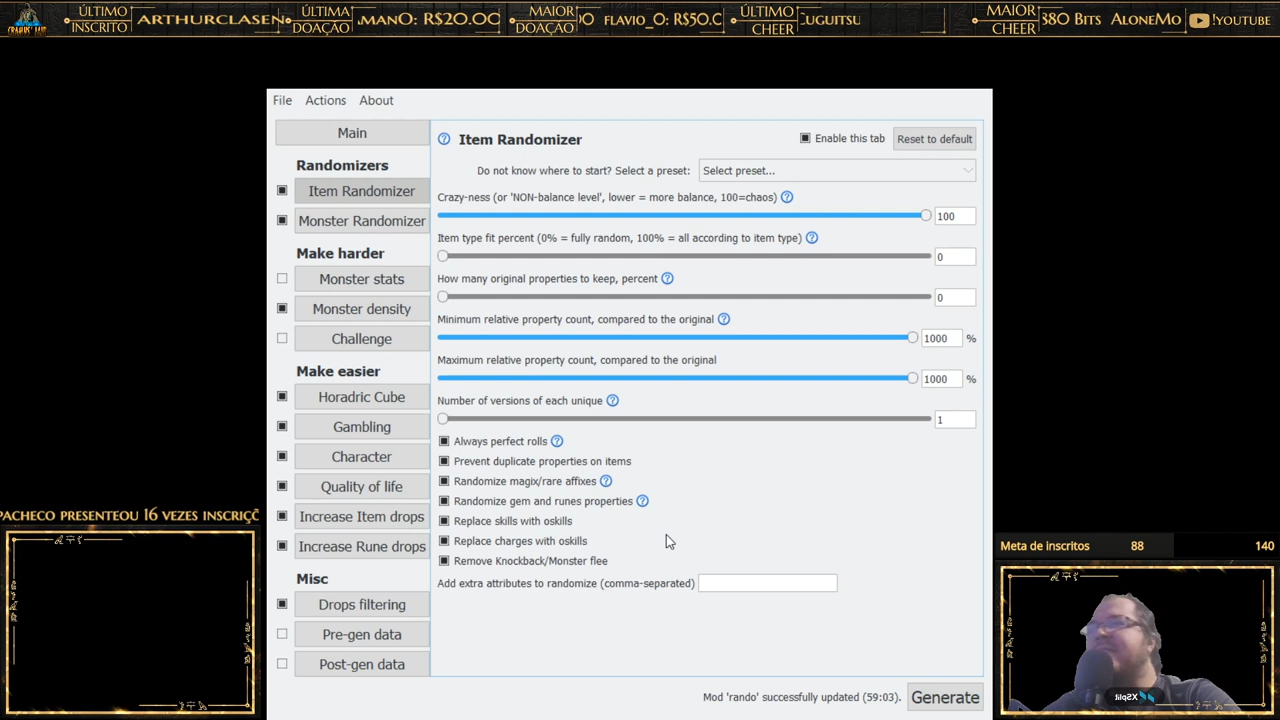 ÚLTIMO INSCRITO ARTHURCLASEN
ÚLTIMA DOAÇÃO MANO: R$20.00
MAIOR DOAÇÃO FLAVIO_O: R$50.0
ÚLTIMO CHEER
MAIOR CHEER 380 BITS ALONEMO
!YOUTUBE
File Actions About
Main
Randomizers
Item Randomizer
Monster Randomizer
Make harder
Monster stats
Monster density
Challenge
Make easier
Horadric Cube
Gambling
Character
Quality of life
Increase Item drops
Increase Rune drops
Misc
Drops filtering
Pre-gen data
Post-gen data
Item Randomizer
Enable this tab
Reset to default
Do not know where to start? Select a preset: Select preset...
Crazy-ness (or 'NON-balance level', lower = more balance, 100=chaos)
100
Item type fit percent (0% = fully random, 100% = all according to item type)
0
How many original properties to keep, percent
0
Minimum relative property count, compared to the original
1000 %
Maximum relative property count, compared to the original
1000 %
Number of versions of each unique
1
Always perfect rolls
Prevent duplicate properties on items
Randomize magix/rare affixes
Randomize gem and runes properties
Replace skills with oskills
Replace charges with oskills
Remove Knockback/Monster flee
Add extra attributes to randomize (comma-separated)
Mod 'rando' successfully updated (59:03).
Generate
PACHECO PRESENTEOU 16 VEZES INSCRIÇÕ
Meta de inscritos 88 140
XSplit